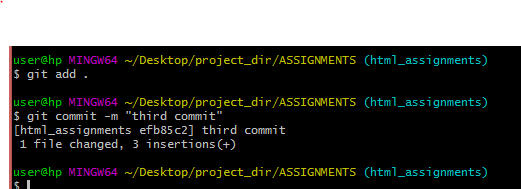 user@hp MINGW64 ~/Desktop/project_dir/ASSIGNMENTS (html_assignments)
$ git add .
user@hp MINGW64 ~/Desktop/project_dir/ASSIGNMENTS (html_assignments)
$ git commit -m "third commit"
[html_assignments efb85c2] third commit
 1 file changed, 3 insertions(+)
user@hp MINGW64 ~/Desktop/project_dir/ASSIGNMENTS (html_assignments)
$